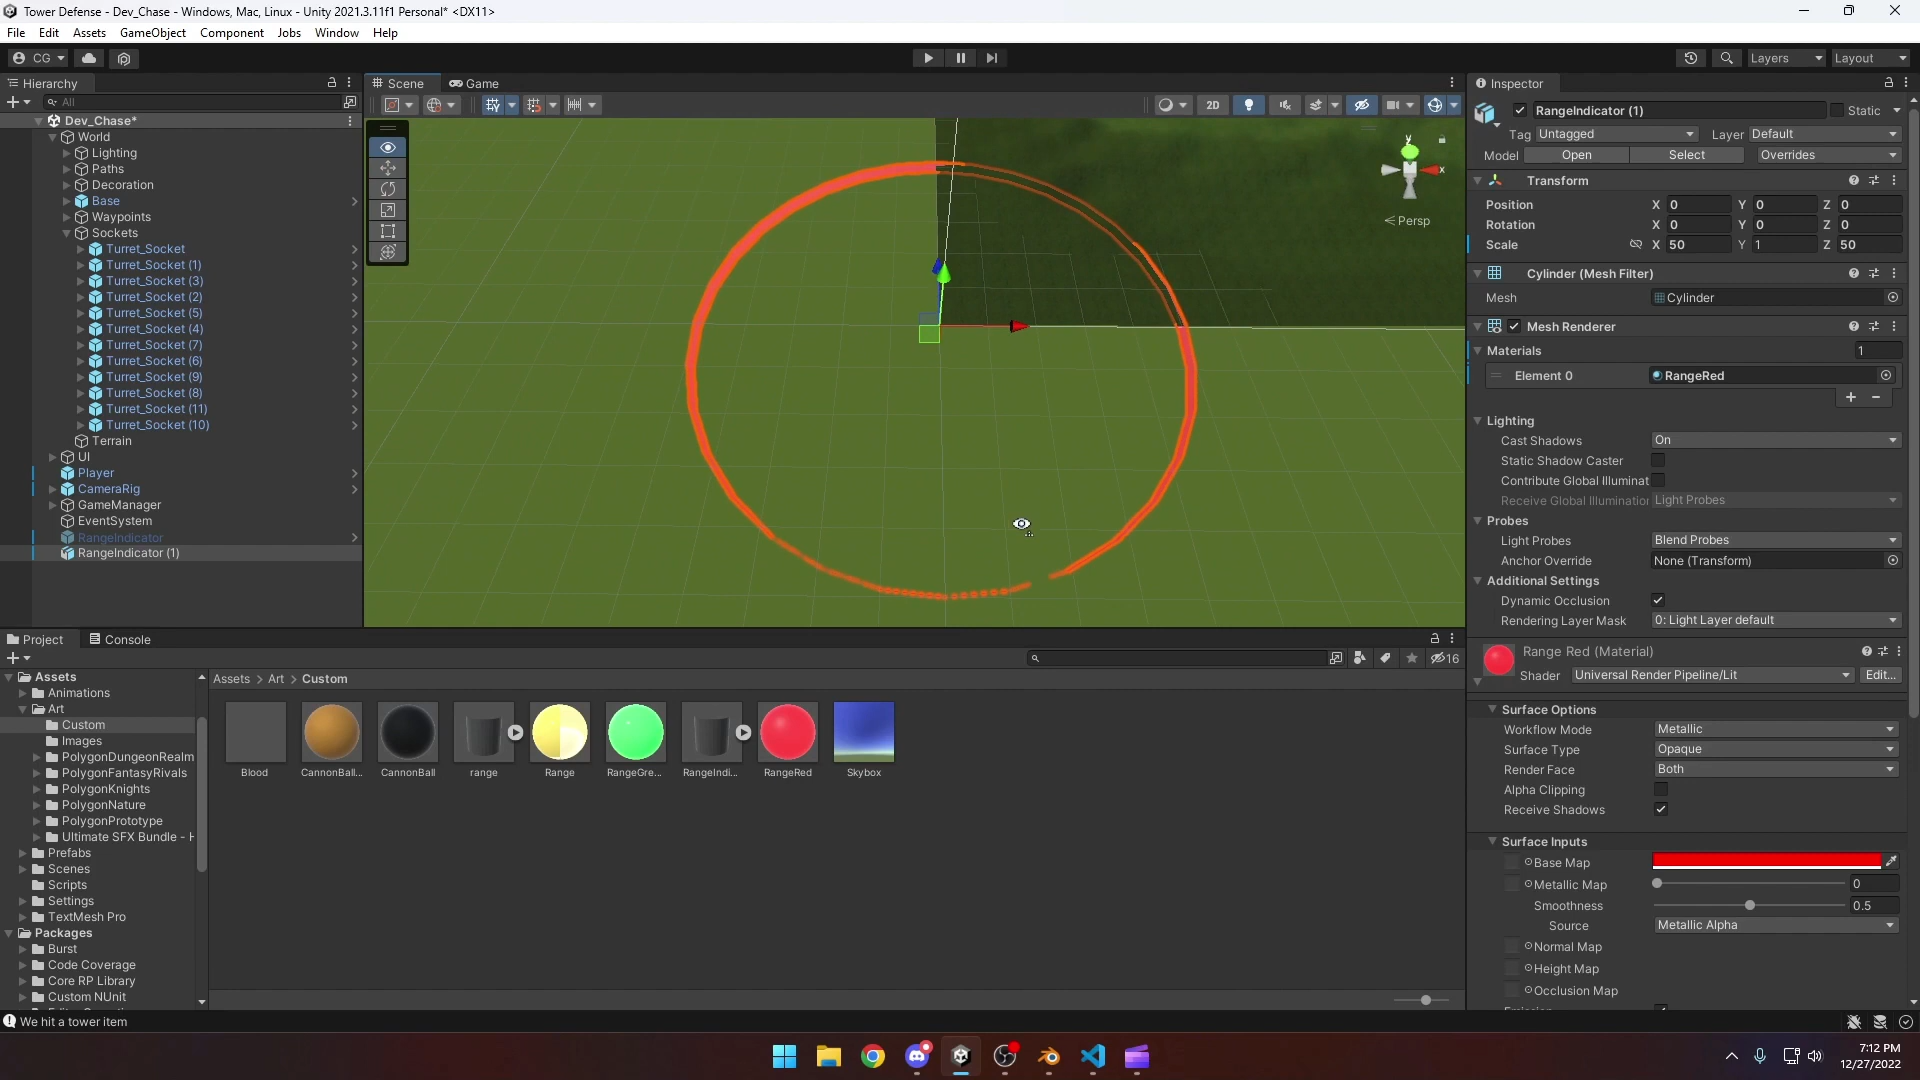 Tower Defense - Dev_Chase - Windows, Mac, Linux - Unity 2021.3.11f1 Personal* <DX11>
File Edit Assets GameObject Component Jobs Window Help
CG
Layers Layout
Hierarchy
Scene Game
Inspector
All
2D
Dev_Chase*
World
Lighting
Paths
Decoration
Base
Waypoints
Sockets
Turret_Socket
Turret_Socket (1)
Turret_Socket (3)
Turret_Socket (2)
Turret_Socket (5)
Turret_Socket (4)
Turret_Socket (7)
Turret_Socket (6)
Turret_Socket (9)
Turret_Socket (8)
Turret_Socket (11)
Turret_Socket (10)
Terrain
UI
Player
CameraRig
GameManager
EventSystem
RangeIndicator
RangeIndicator (1)
y
x
Persp
RangeIndicator (1) Static
Tag Untagged Layer Default
Model Open Select Overrides
Transform
Position X 0 Y 0 Z 0
Rotation X 0 Y 0 Z 0
Scale X 50 Y 1 Z 50
Cylinder (Mesh Filter)
Mesh Cylinder
Mesh Renderer
Materials 1
Element 0 RangeRed
Lighting
Cast Shadows On
Static Shadow Caster
Contribute Global Illuminat
Receive Global Illumination Light Probes
Probes
Light Probes Blend Probes
Anchor Override None (Transform)
Additional Settings
Dynamic Occlusion
Rendering Layer Mask 0: Light Layer default
Range Red (Material)
Shader Universal Render Pipeline/Lit Edit...
Surface Options
Workflow Mode Metallic
Surface Type Opaque
Render Face Both
Alpha Clipping
Receive Shadows
Surface Inputs
Base Map
Metallic Map 0
Smoothness 0.5
Source Metallic Alpha
Normal Map
Height Map
Occlusion Map
Project Console
16
Assets
Animations
Art
Custom
Images
PolygonDungeonRealm
PolygonFantasyRivals
PolygonKnights
PolygonNature
PolygonPrototype
Ultimate SFX Bundle - H
Prefabs
Scenes
Scripts
Settings
TextMesh Pro
Packages
Burst
Code Coverage
Core RP Library
Custom NUnit
Assets > Art > Custom
Blood CannonBall... CannonBall range Range RangeGre... RangeIndi... RangeRed Skybox
We hit a tower item
7:12 PM
12/27/2022